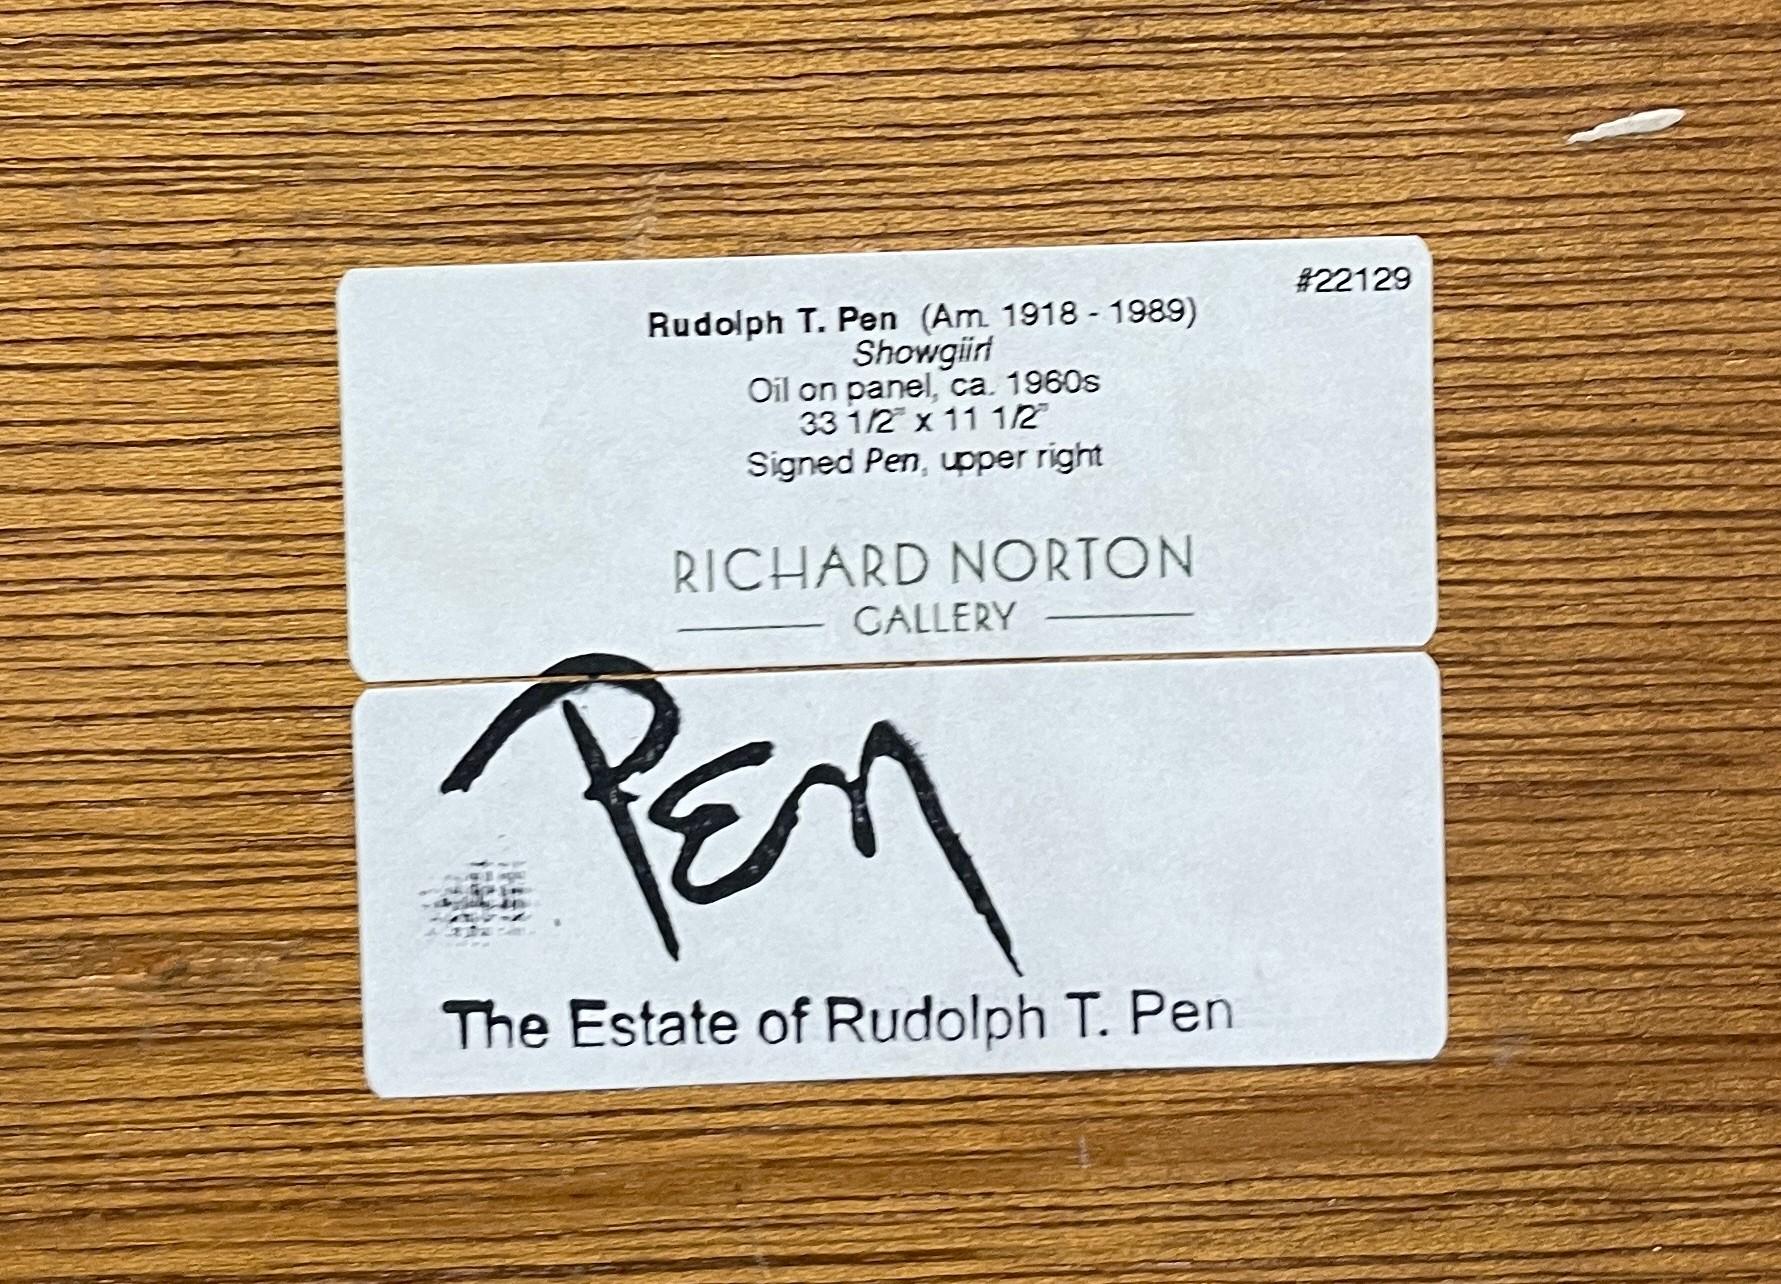 #22129
Rudolph T. Pen (Am. 1918 - 1989)
Showgiirl
Oil on panel, ca. 1960s
33 1/2" x 11 1/2"
Signed Pen, upper right
RICHARD NORTON
GALLERY
Pen
The Estate of Rudolph T. Pen